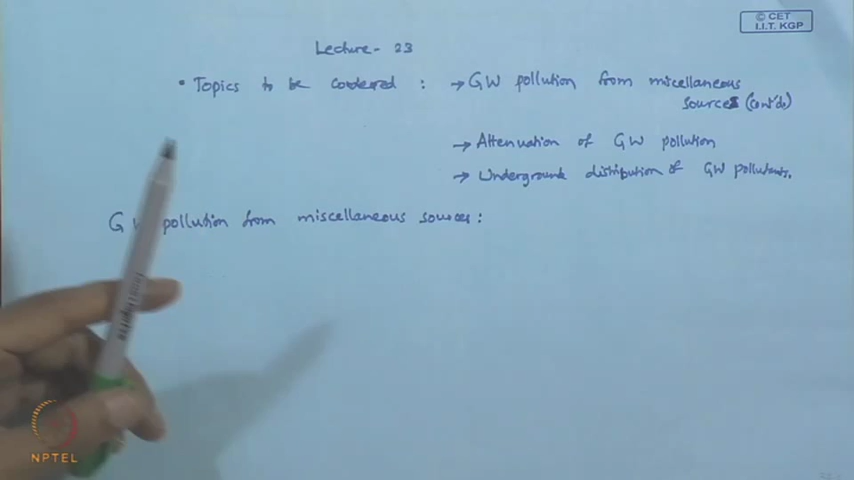 © CET
I.I.T. KGP
Lecture - 23
• Topics to be : → GW pollution from miscellaneous
sources (cont'd)
→ Attenuation of GW pollution
→ Underground distribution of GW pollutants.
GW pollution from miscellaneous sources :
NPTEL